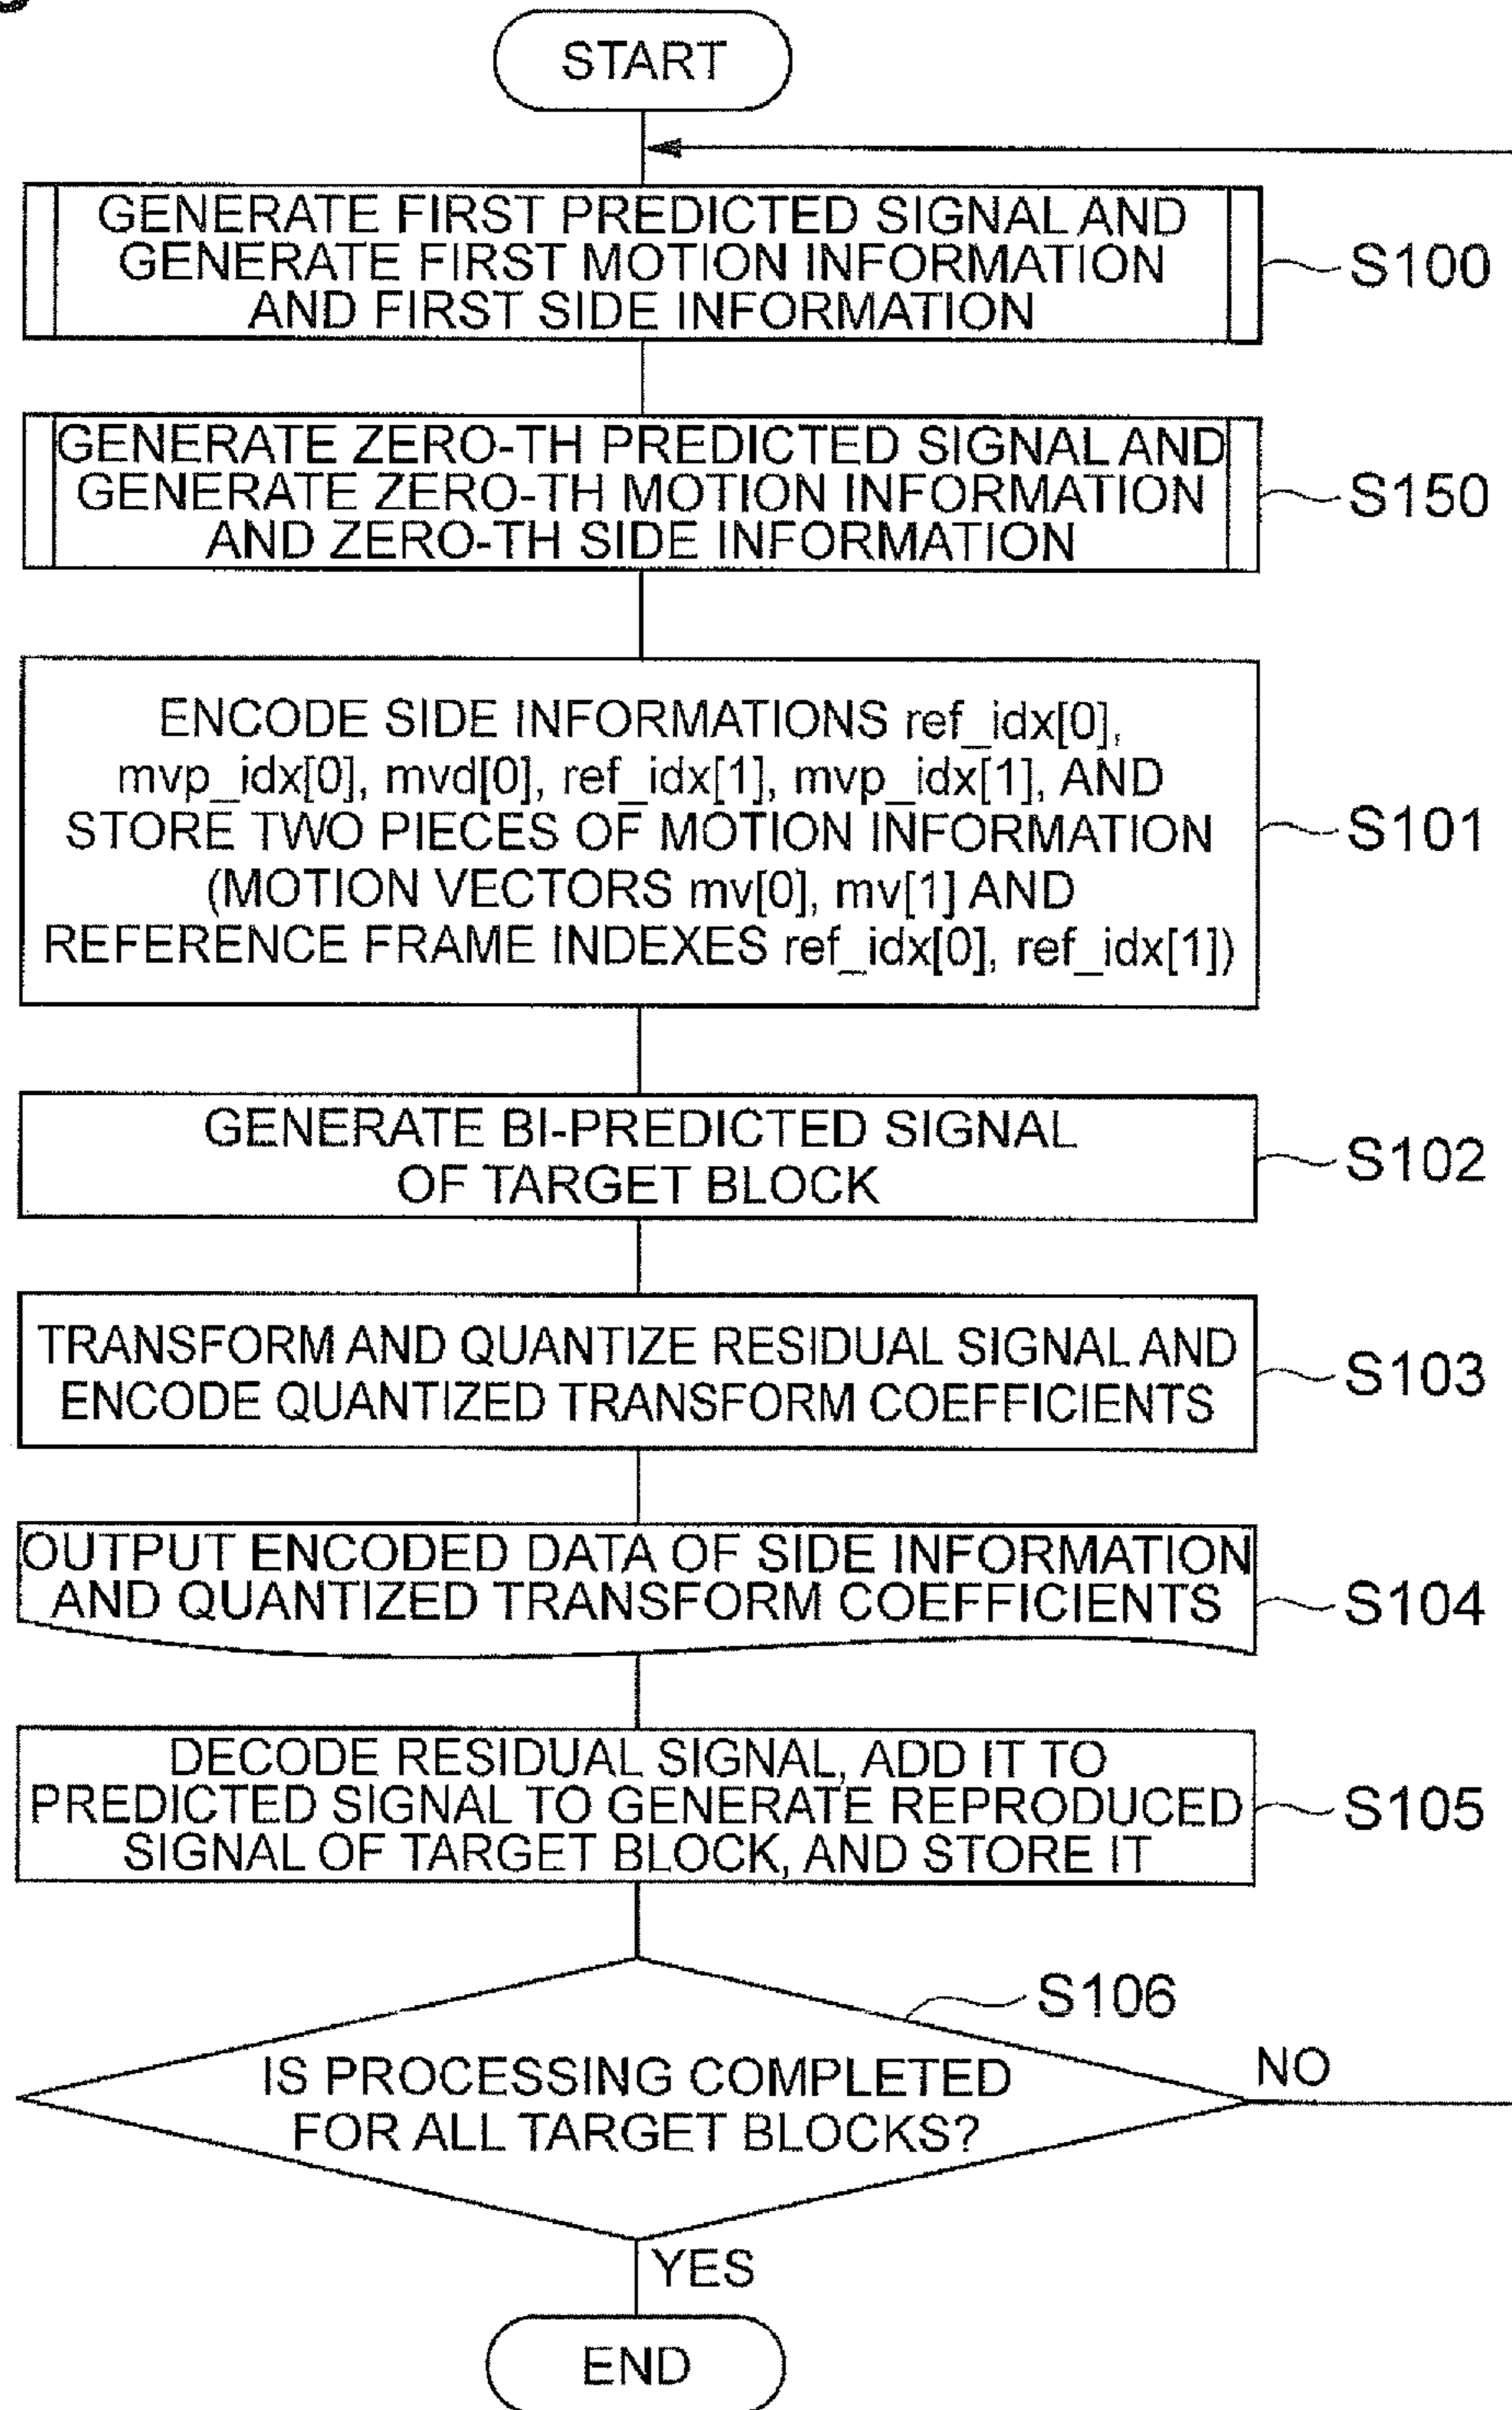 START
GENERATE FIRST PREDICTED SIGNAL AND
GENERATE FIRST MOTION INFORMATION
AND FIRST SIDE INFORMATION
S100
GENERATE ZERO-TH PREDICTED SIGNAL AND
GENERATE ZERO-TH MOTION INFORMATION
AND ZERO-TH SIDE INFORMATION
S150
ENCODE SIDE INFORMATIONS ref_idx[0],
mvp_idx[0], mvd[0], ref_idx[1], mvp_idx[1], AND
STORE TWO PIECES OF MOTION INFORMATION
(MOTION VECTORS mv[0], mv[1] AND
REFERENCE FRAME INDEXES ref_idx[0], ref_idx[1])
S101
GENERATE BI-PREDICTED SIGNAL
OF TARGET BLOCK
S102
TRANSFORM AND QUANTIZE RESIDUAL SIGNAL AND
ENCODE QUANTIZED TRANSFORM COEFFICIENTS
S103
OUTPUT ENCODED DATA OF SIDE INFORMATION
AND QUANTIZED TRANSFORM COEFFICIENTS
S104
DECODE RESIDUAL SIGNAL, ADD IT TO
PREDICTED SIGNAL TO GENERATE REPRODUCED
SIGNAL OF TARGET BLOCK, AND STORE IT
S105
S106
IS PROCESSING COMPLETED
FOR ALL TARGET BLOCKS?
NO
YES
END